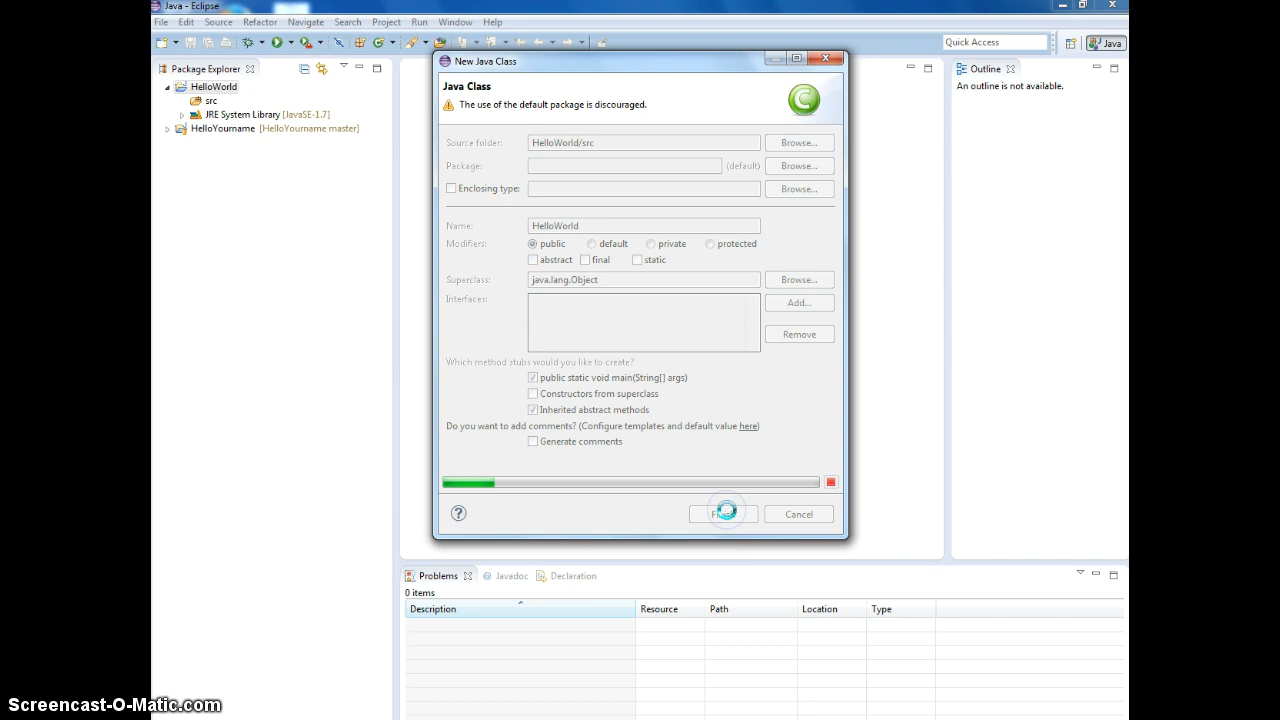 Java - Eclipse
File Edit Source Refactor Navigate Search Project Run Window Help
Quick Access
Java
Package Explorer
HelloWorld
src
JRE System Library [JavaSE-1.7]
HelloYourname [HelloYourname master]
New Java Class
Java Class
The use of the default package is discouraged.
Source folder: HelloWorld/src Browse...
Package: (default) Browse...
Enclosing type: Browse...
Name: HelloWorld
Modifiers: public default private protected
abstract final static
Superclass: java.lang.Object Browse...
Interfaces: Add...
Remove
Which method stubs would you like to create?
public static void main(String[] args)
Constructors from superclass
Inherited abstract methods
Do you want to add comments? (Configure templates and default value here)
Generate comments
Cancel
Outline
An outline is not available.
Problems Javadoc Declaration
0 items
Description Resource Path Location Type
Screencast-O-Matic.com